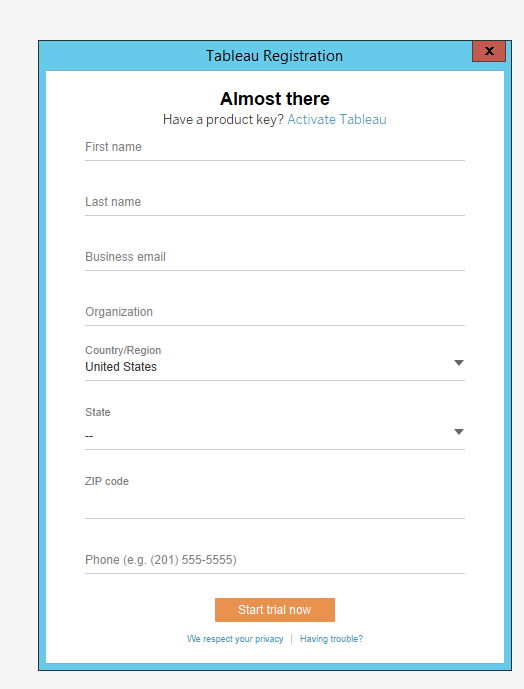 Tableau Registration
x
Almost there
Have a product key? Activate Tableau
First name
Last name
Business email
Organization
Country/Region
United States
State
--
ZIP code
Phone (e.g. (201) 555-5555)
Start trial now
We respect your privacy | Having trouble?